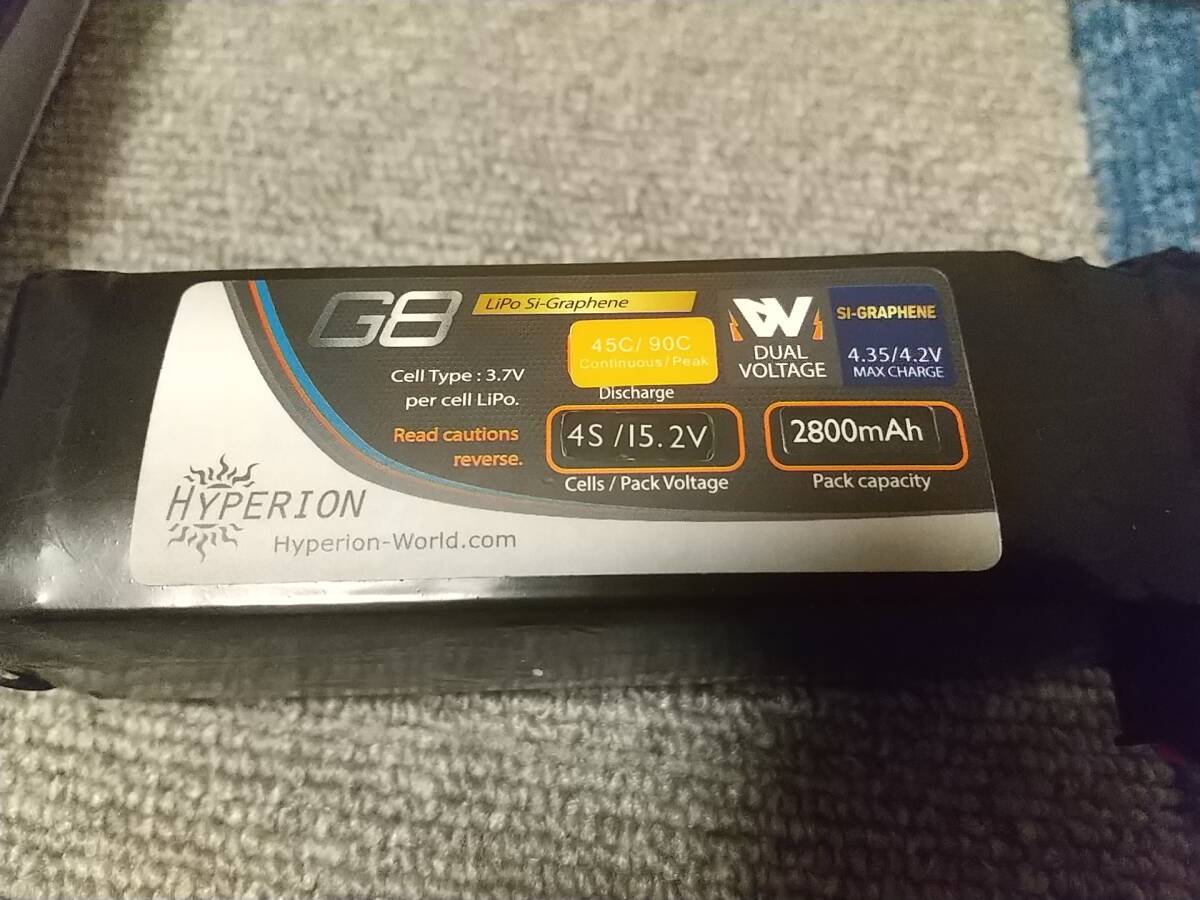 G8
LiPo Si-Graphene
45C/ 90C
Continuous/Peak
Discharge
DW
DUAL
VOLTAGE
SI-GRAPHENE
4.35/4.2V
MAX CHARGE
Cell Type : 3.7V
per cell LiPo.
Read cautions
reverse.
4S /15.2V
Cells / Pack Voltage
2800mAh
Pack capacity
HYPERION
Hyperion-World.com